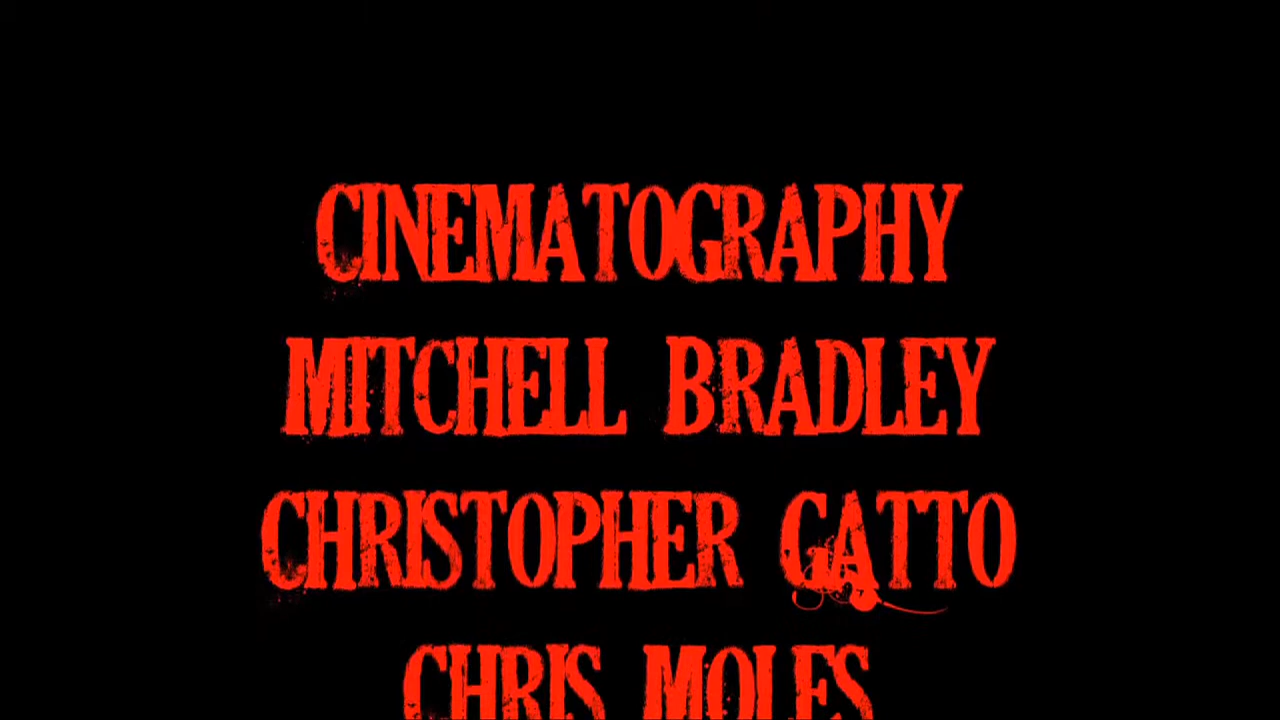 CINEMATOGRAPHY
MITCHELL BRADLEY
CHRISTOPHER GATTO
CHRIS MOLES